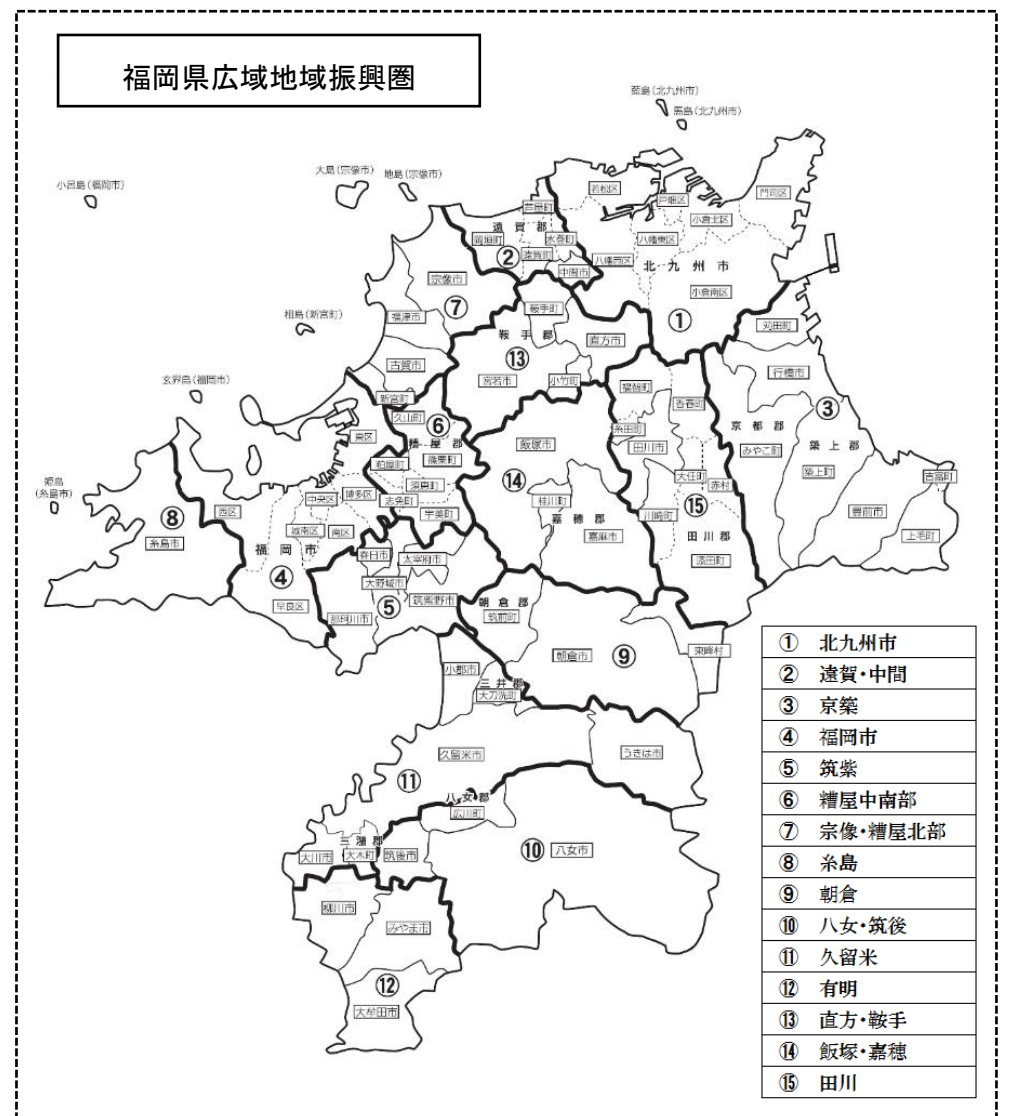 福岡県広域地域振興圏
藍島(北九州市)
馬島(北九州市)
大島(宗像市)
地島(宗像市)
小呂島(福岡市)
若松区
門司区
戸畑区
芦屋町
小倉北区
遠賀郡
岡垣町
水巻町
八幡東区
遠賀町
②
八幡西区
北九州市
中間市
宗像市
小倉南区
⑦
鞍手町
相島(新宮町)
福津市
①
苅田町
鞍手郡
直方市
⑬
古賀市
行橋市
玄界島(福岡市)
宮若市
小竹町
福智町
新宮町
香春町
③
久山町
⑥
京都郡
糸田町
東区
糟屋郡
飯塚市
田川市
築上郡
みやこ町
篠栗町
粕屋町
築上町
姫島
(糸島市)
須恵町
⑭
大任町
赤村
吉富町
中央区
博多区
志免町
桂川町
⑮
⑧
西区
宇美町
川崎町
豊前市
嘉穂郡
城南区
南区
田川郡
上毛町
糸島市
福岡市
嘉麻市
春日市
太宰府市
添田町
④
大野城市
早良区
⑤
筑紫野市
朝倉郡
那珂川市
筑前町
東峰村
朝倉市
⑨
小郡市
三井郡
大刀洗町
久留米市
うきは市
⑪
八女郡
広川町
三潴郡
大川市
大木町
筑後市
⑩
八女市
柳川市
みやま市
⑫
大牟田市
① 北九州市
② 遠賀・中間
③ 京築
④ 福岡市
⑤ 筑紫
⑥ 糟屋中南部
⑦ 宗像・糟屋北部
⑧ 糸島
⑨ 朝倉
⑩ 八女・筑後
⑪ 久留米
⑫ 有明
⑬ 直方・鞍手
⑭ 飯塚・嘉穂
⑮ 田川